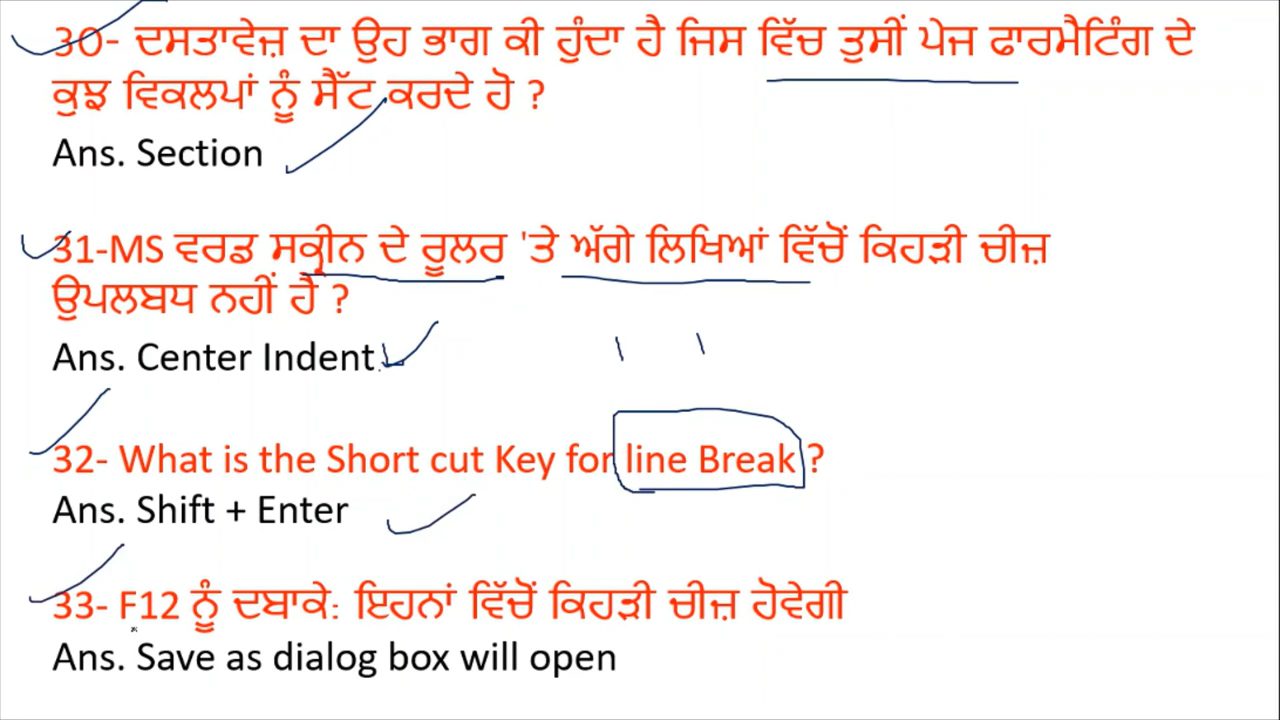 30- ਦਸਤਾਵੇਜ਼ ਦਾ ਉਹ ਭਾਗ ਕੀ ਹੁੰਦਾ ਹੈ ਜਿਸ ਵਿੱਚ ਤੁਸੀਂ ਪੇਜ ਫਾਰਮੈਟਿੰਗ ਦੇ
ਕੁਝ ਵਿਕਲਪਾਂ ਨੂੰ ਸੈੱਟ ਕਰਦੇ ਹੋ ?
Ans. Section
31-MS ਵਰਡ ਸਕ੍ਰੀਨ ਦੇ ਰੂਲਰ 'ਤੇ ਅੱਗੇ ਲਿਖਿਆਂ ਵਿੱਚੋਂ ਕਿਹੜੀ ਚੀਜ਼
ਉਪਲਬਧ ਨਹੀਂ ਹੈ ?
Ans. Center Indent
32- What is the Short cut Key for line Break ?
Ans. Shift + Enter
33- F12 ਨੂੰ ਦਬਾਕੇ: ਇਹਨਾਂ ਵਿੱਚੋਂ ਕਿਹੜੀ ਚੀਜ਼ ਹੋਵੇਗੀ
Ans. Save as dialog box will open